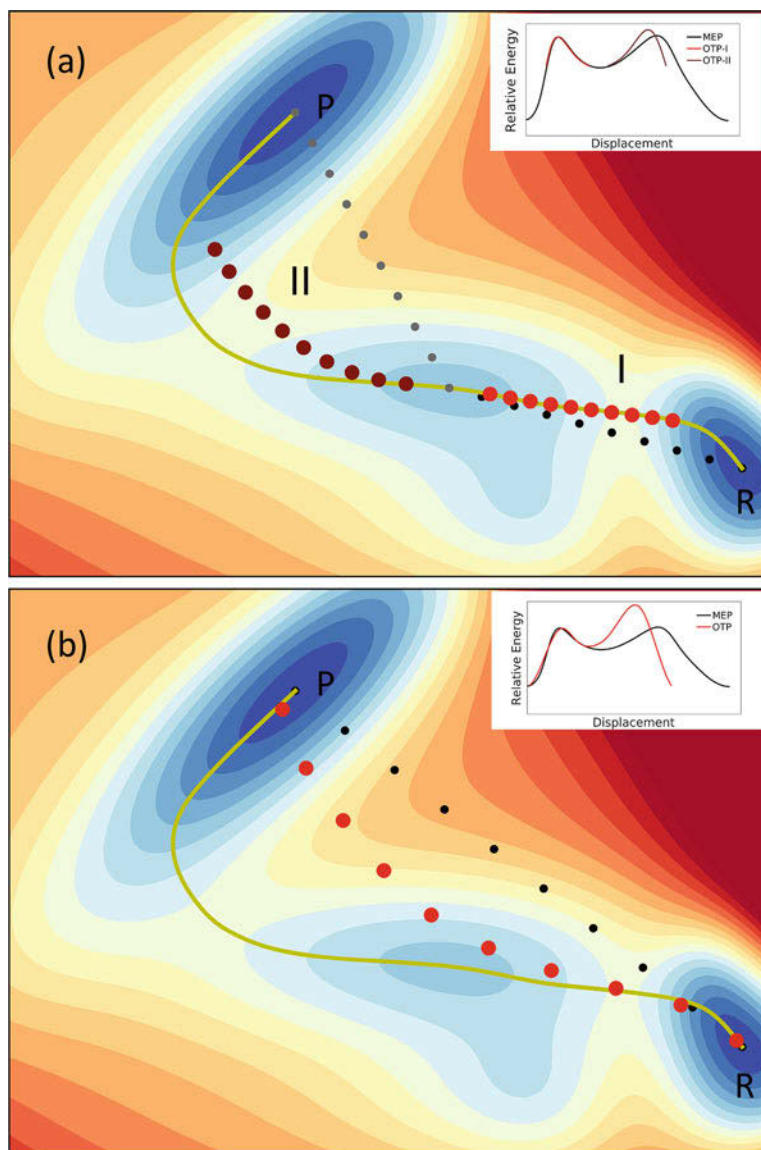 (a)
P
II
I
R
Relative Energy
Displacement
MEP
OTP-I
OTP-II
(b)
P
R
Relative Energy
Displacement
MEP
OTP